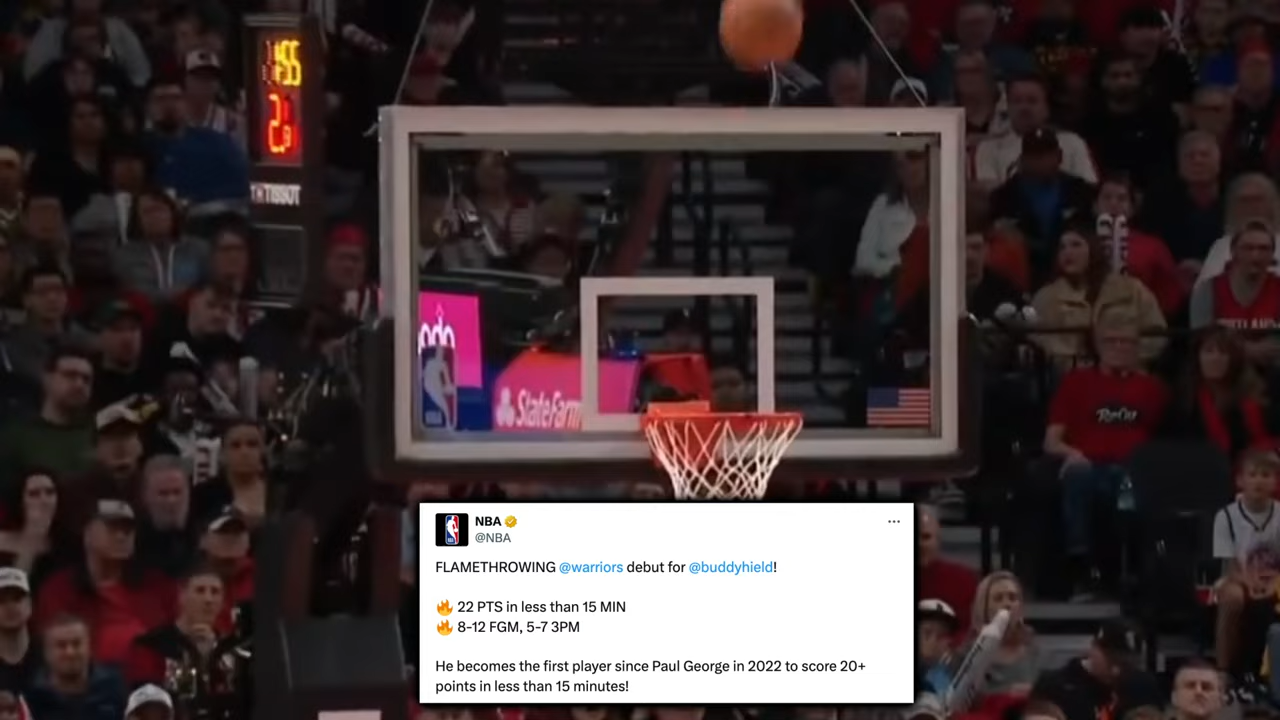 TISSOT
StateFarm
RipCity
NBA
@NBA
FLAMETHROWING @warriors debut for @buddyhield!
🔥 22 PTS in less than 15 MIN
🔥 8-12 FGM, 5-7 3PM
He becomes the first player since Paul George in 2022 to score 20+
points in less than 15 minutes!